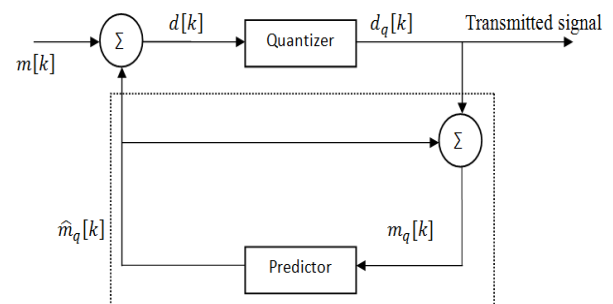 d[k]
d_q[k]
Transmitted signal
∑
Quantizer
m[k]
∑
m̂_q[k]
m_q[k]
Predictor